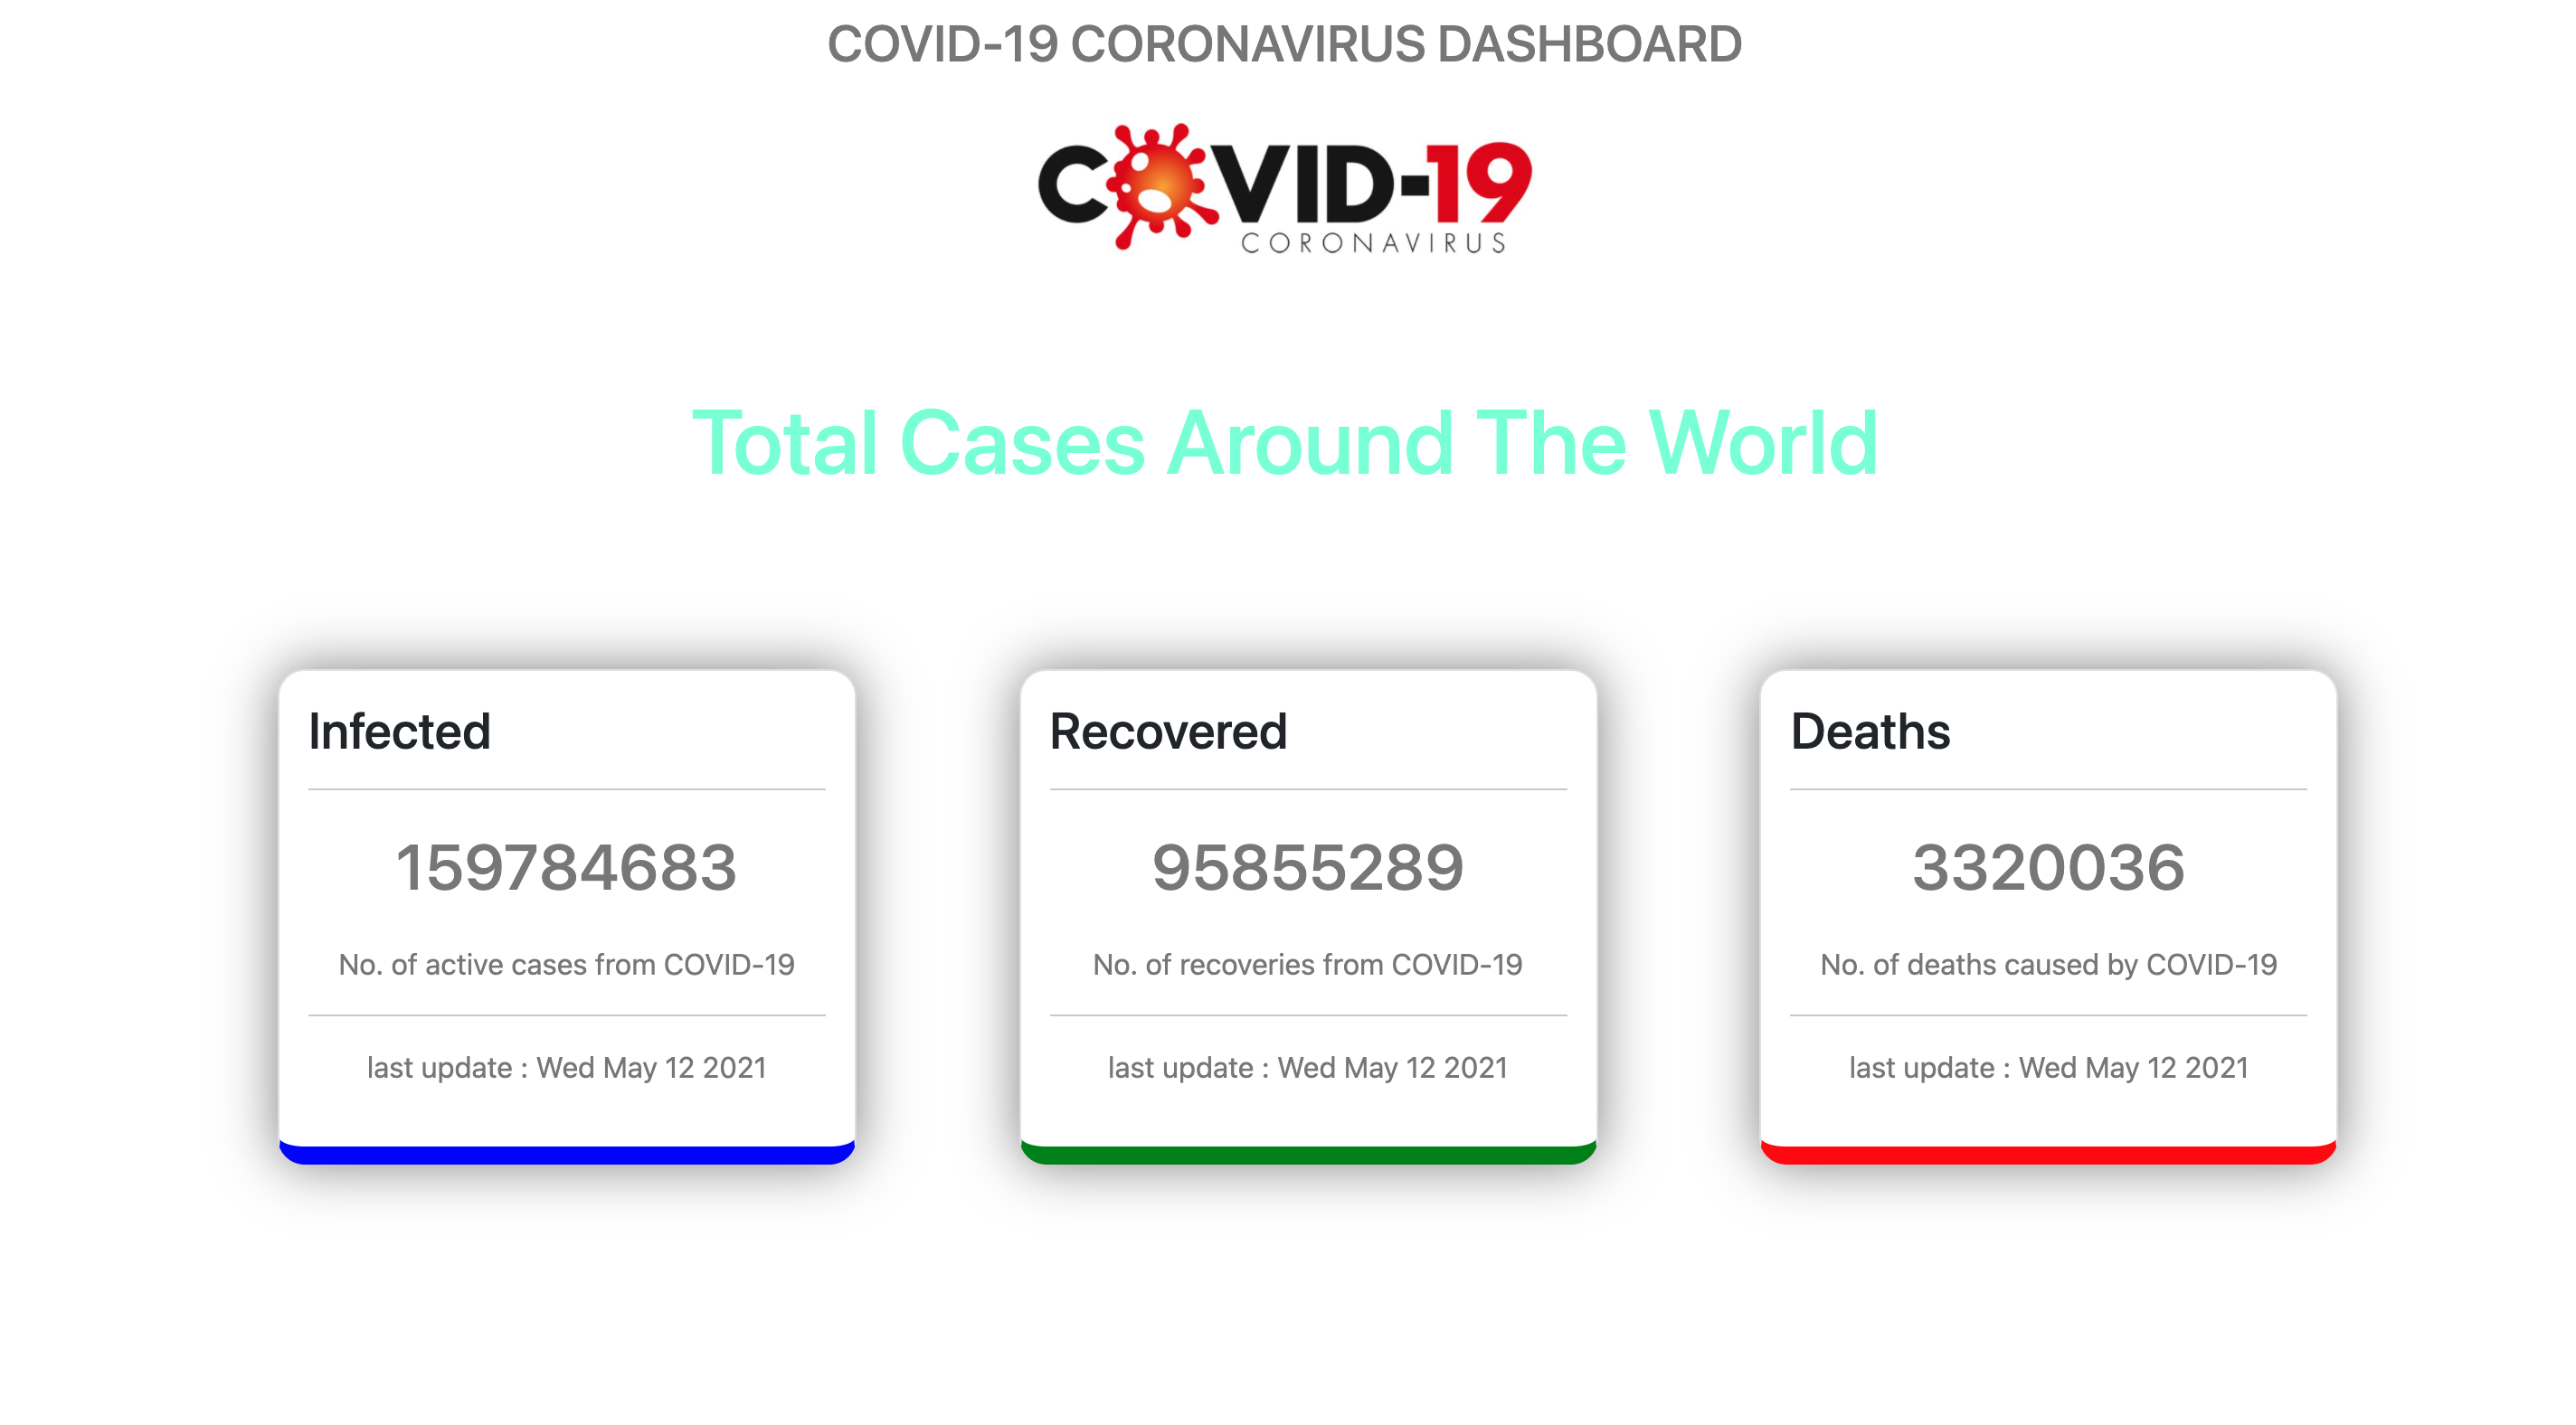 COVID-19 CORONAVIRUS DASHBOARD
COVID-19
CORONAVIRUS
Total Cases Around The World
Infected
159784683
No. of active cases from COVID-19
last update : Wed May 12 2021
Recovered
95855289
No. of recoveries from COVID-19
last update : Wed May 12 2021
Deaths
3320036
No. of deaths caused by COVID-19
last update : Wed May 12 2021